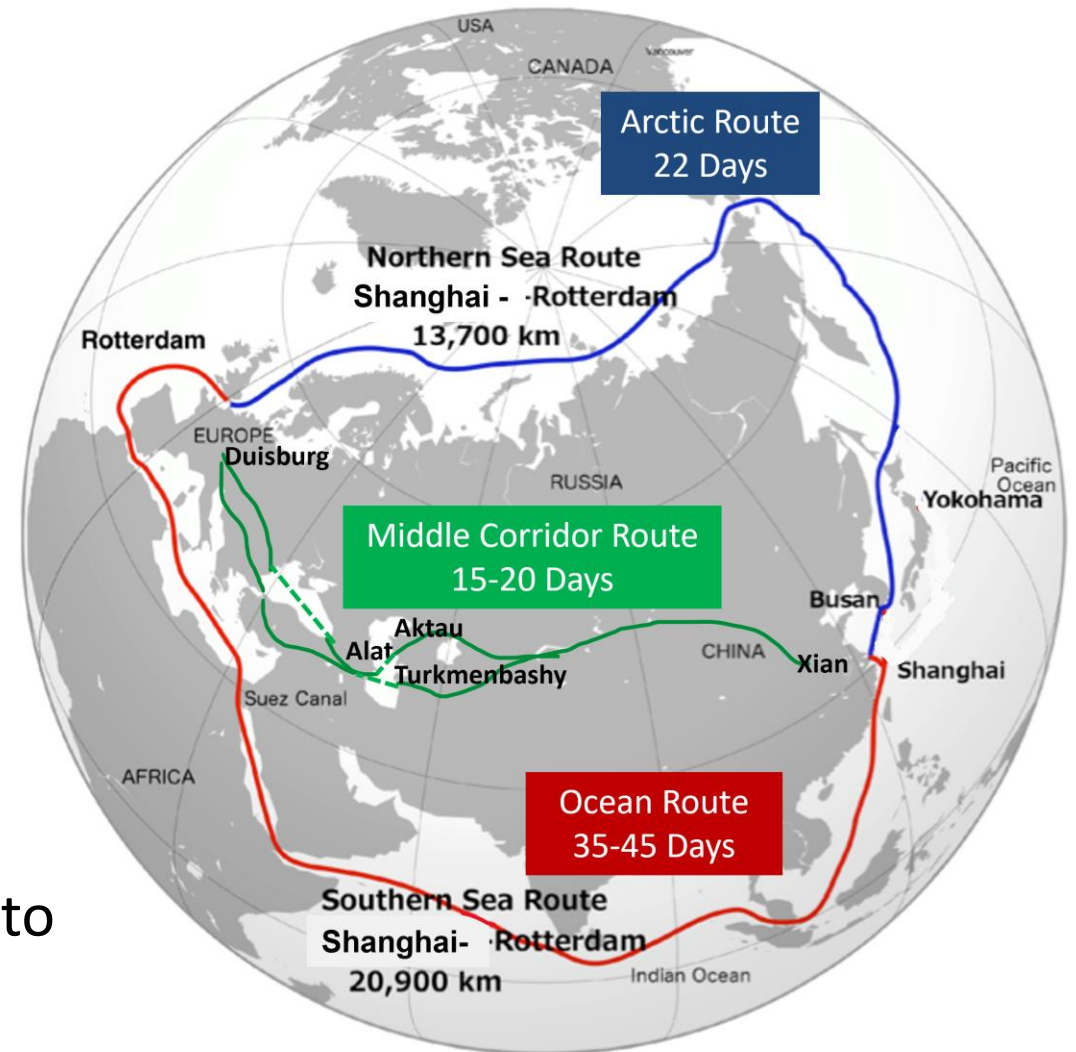 USA
Vancouver
CANADA
Arctic Route
22 Days
Northern Sea Route
Shanghai - -Rotterdam
13,700 km
Rotterdam
EUROPE
Duisburg
RUSSIA
Pacific
Ocean
Yokohama
Middle Corridor Route
15-20 Days
Busan
Aktau
Alat
CHINA
Xian
Shanghai
Turkmenbashy
Suez Canal
AFRICA
Ocean Route
35-45 Days
Southern Sea Route
to
Shanghai- -Rotterdam
Indian Ocean
20,900 km